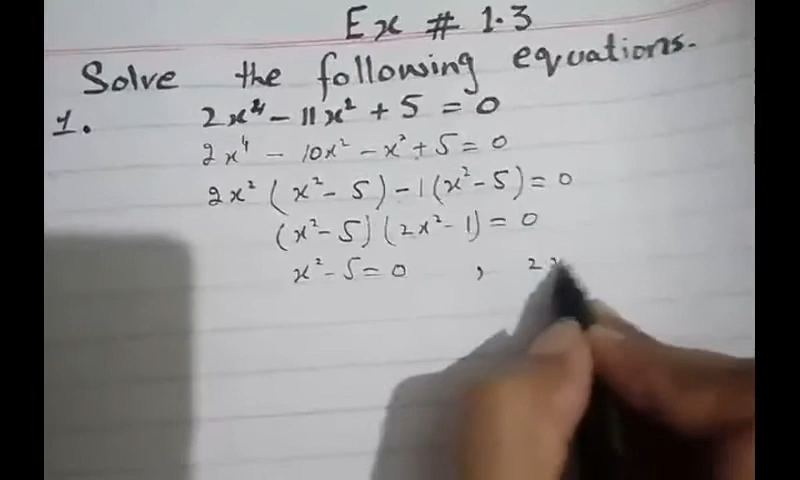 Ex # 1.3
Solve the following equations.
1. 2x⁴ - 11x² + 5 = 0
2x⁴ - 10x² - x² + 5 = 0
2x² (x² - 5) - 1(x² - 5) = 0
(x² - 5) (2x² - 1) = 0
x² - 5 = 0 , 2x